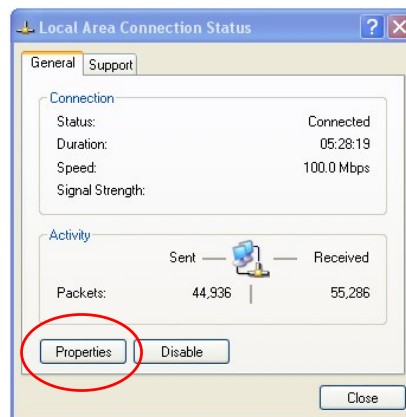 Local Area Connection Status
General Support
Connection
Status: Connected
Duration: 05:28:19
Speed: 100.0 Mbps
Signal Strength:
Activity
Sent Received
Packets: 44,936 55,286
Properties Disable
Close